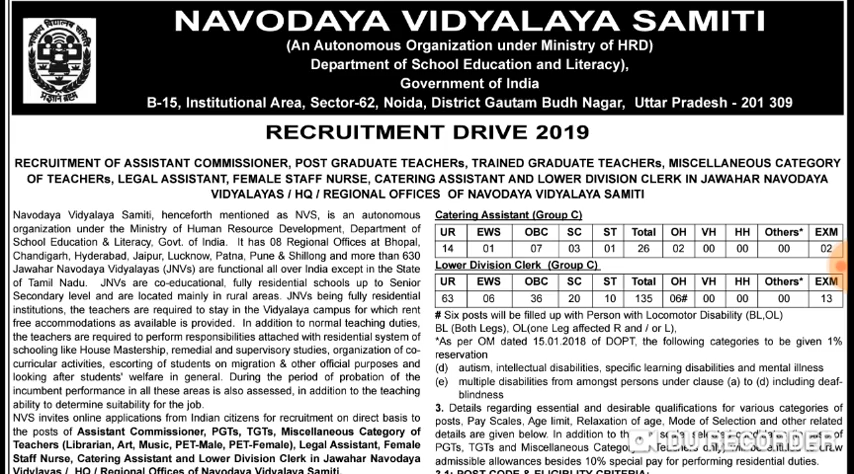 NAVODAYA VIDYALAYA SAMITI
(An Autonomous Organization under Ministry of HRD)
Department of School Education and Literacy),
Government of India
B-15, Institutional Area, Sector-62, Noida, District Gautam Budh Nagar, Uttar Pradesh - 201 309
RECRUITMENT DRIVE 2019
RECRUITMENT OF ASSISTANT COMMISSIONER, POST GRADUATE TEACHERs, TRAINED GRADUATE TEACHERs, MISCELLANEOUS CATEGORY
OF TEACHERs, LEGAL ASSISTANT, FEMALE STAFF NURSE, CATERING ASSISTANT AND LOWER DIVISION CLERK IN JAWAHAR NAVODAYA
VIDYALAYAS / HQ / REGIONAL OFFICES OF NAVODAYA VIDYALAYA SAMITI
Navodaya Vidyalaya Samiti, henceforth mentioned as NVS, is an autonomous
organization under the Ministry of Human Resource Development, Department of
School Education & Literacy, Govt. of India. It has 08 Regional Offices at Bhopal,
Chandigarh, Hyderabad, Jaipur, Lucknow, Patna, Pune & Shillong and more than 630
Jawahar Navodaya Vidyalayas (JNVs) are functional all over India except in the State
of Tamil Nadu. JNVs are co-educational, fully residential schools up to Senior
Secondary level and are located mainly in rural areas. JNVs being fully residential
institutions, the teachers are required to stay in the Vidyalaya campus for which rent
free accommodations as available is provided. In addition to normal teaching duties,
the teachers are required to perform responsibilities attached with residential system of
schooling like House Mastership, remedial and supervisory studies, organization of co-
curricular activities, escorting of students on migration & other official purposes and
looking after students' welfare in general. During the period of probation of the
incumbent performance in all these areas is also assessed, in addition to the teaching
ability to determine suitability for the job.
NVS invites online applications from Indian citizens for recruitment on direct basis to
the posts of Assistant Commissioner, PGTs, TGTs, Miscellaneous Category of
Teachers (Librarian, Art, Music, PET-Male, PET-Female), Legal Assistant, Female
Staff Nurse, Catering Assistant and Lower Division Clerk in Jawahar Navodaya
Vidyalayas / HQ / Regional Offices of Navodaya Vidyalaya Samiti.
Catering Assistant (Group C)
UR EWS OBC SC ST Total OH VH HH Others* EXM
14 01 07 03 01 26 02 00 00 00 02
Lower Division Clerk (Group C)
UR EWS OBC SC ST Total OH VH HH Others* EXM
63 06 36 20 10 135 06# 00 00 00 13
# Six posts will be filled up with Person with Locomotor Disability (BL,OL)
BL (Both Legs), OL(one Leg affected R and / or L),
*As per OM dated 15.01.2018 of DOPT, the following categories to be given 1%
reservation
(d) autism, intellectual disabilities, specific learning disabilities and mental illness
(e) multiple disabilities from amongst persons under clause (a) to (d) including deaf-
blindness
3. Details regarding essential and desirable qualifications for various categories of
posts, Pay Scales, Age limit, Relaxation of age, Mode of Selection and other related
details are given below. In addition to the
PGTs, TGTs and Miscellaneous
admissible allowances besides 10% special pay for performing residential duties.
3.1: POST CODE & ELIGIBILITY CRITERIA:
DU RECORDER